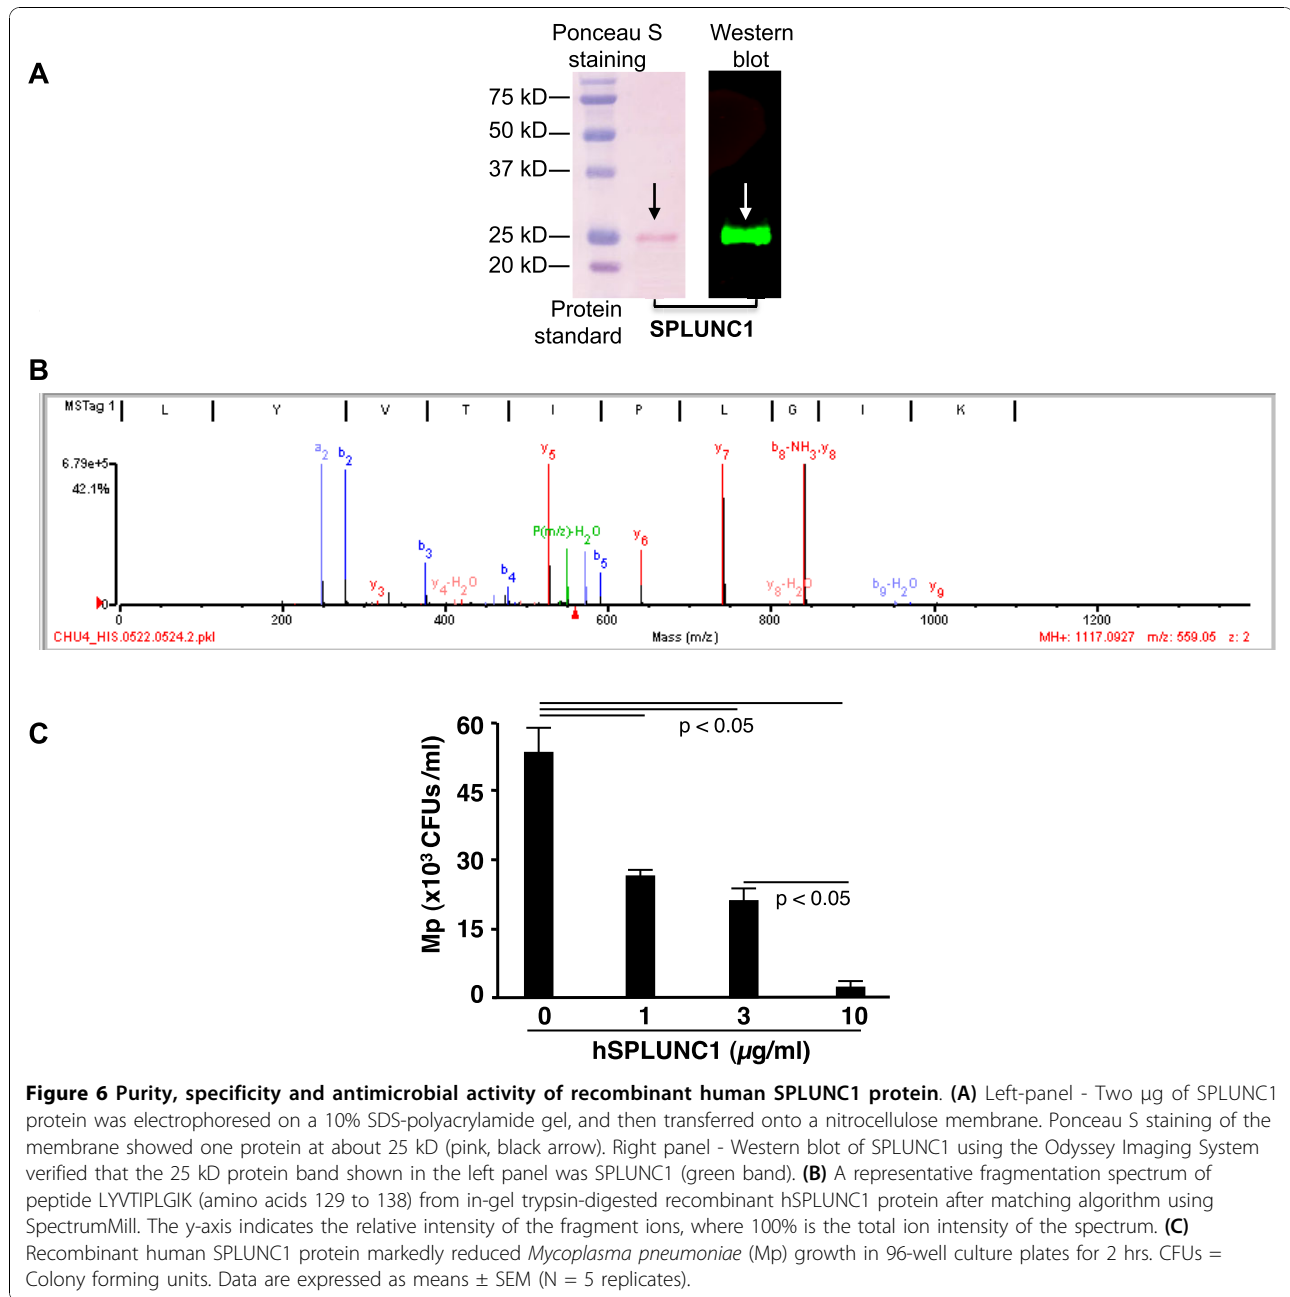 A
Ponceau S
staining
Western
blot
75 kD
50 kD
37 kD
25 kD
20 kD
Protein
standard
SPLUNC1
B
MSTag 1 L Y V T I P L G I K
6.79e+5
42.1%
a2 b2 b3 y3 y4-H2O b4 y5 P(m/z)-H2O b5 y6 y7 b8-NH3,y8 y8-H2O b9-H2O y9
0 0 200 400 600 800 1000 1200
CHU4_HIS.0522.0524.2.pkl Mass (m/z) MH+: 1117.0927 m/z: 559.05 z: 2
C
Mp (x10³ CFUs/ml)
60
45
30
15
0
p < 0.05
p < 0.05
0 1 3 10
hSPLUNC1 (µg/ml)
Figure 6 Purity, specificity and antimicrobial activity of recombinant human SPLUNC1 protein. (A) Left-panel - Two µg of SPLUNC1
protein was electrophoresed on a 10% SDS-polyacrylamide gel, and then transferred onto a nitrocellulose membrane. Ponceau S staining of the
membrane showed one protein at about 25 kD (pink, black arrow). Right panel - Western blot of SPLUNC1 using the Odyssey Imaging System
verified that the 25 kD protein band shown in the left panel was SPLUNC1 (green band). (B) A representative fragmentation spectrum of
peptide LYVTIPLGIK (amino acids 129 to 138) from in-gel trypsin-digested recombinant hSPLUNC1 protein after matching algorithm using
SpectrumMill. The y-axis indicates the relative intensity of the fragment ions, where 100% is the total ion intensity of the spectrum. (C)
Recombinant human SPLUNC1 protein markedly reduced Mycoplasma pneumoniae (Mp) growth in 96-well culture plates for 2 hrs. CFUs =
Colony forming units. Data are expressed as means ± SEM (N = 5 replicates).